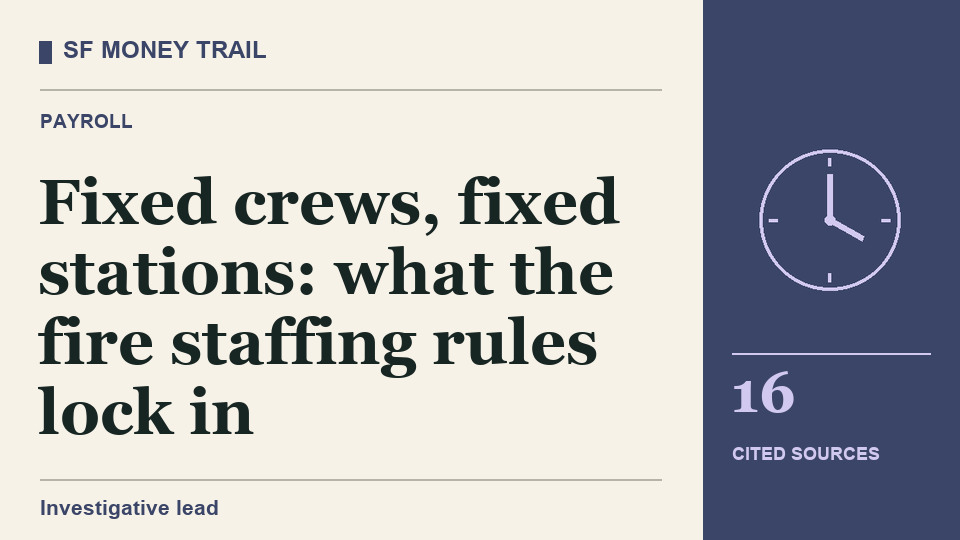 SF MONEY TRAIL
PAYROLL
Fixed crews, fixed
stations: what the
fire staffing rules
lock in
Investigative lead
16
CITED SOURCES